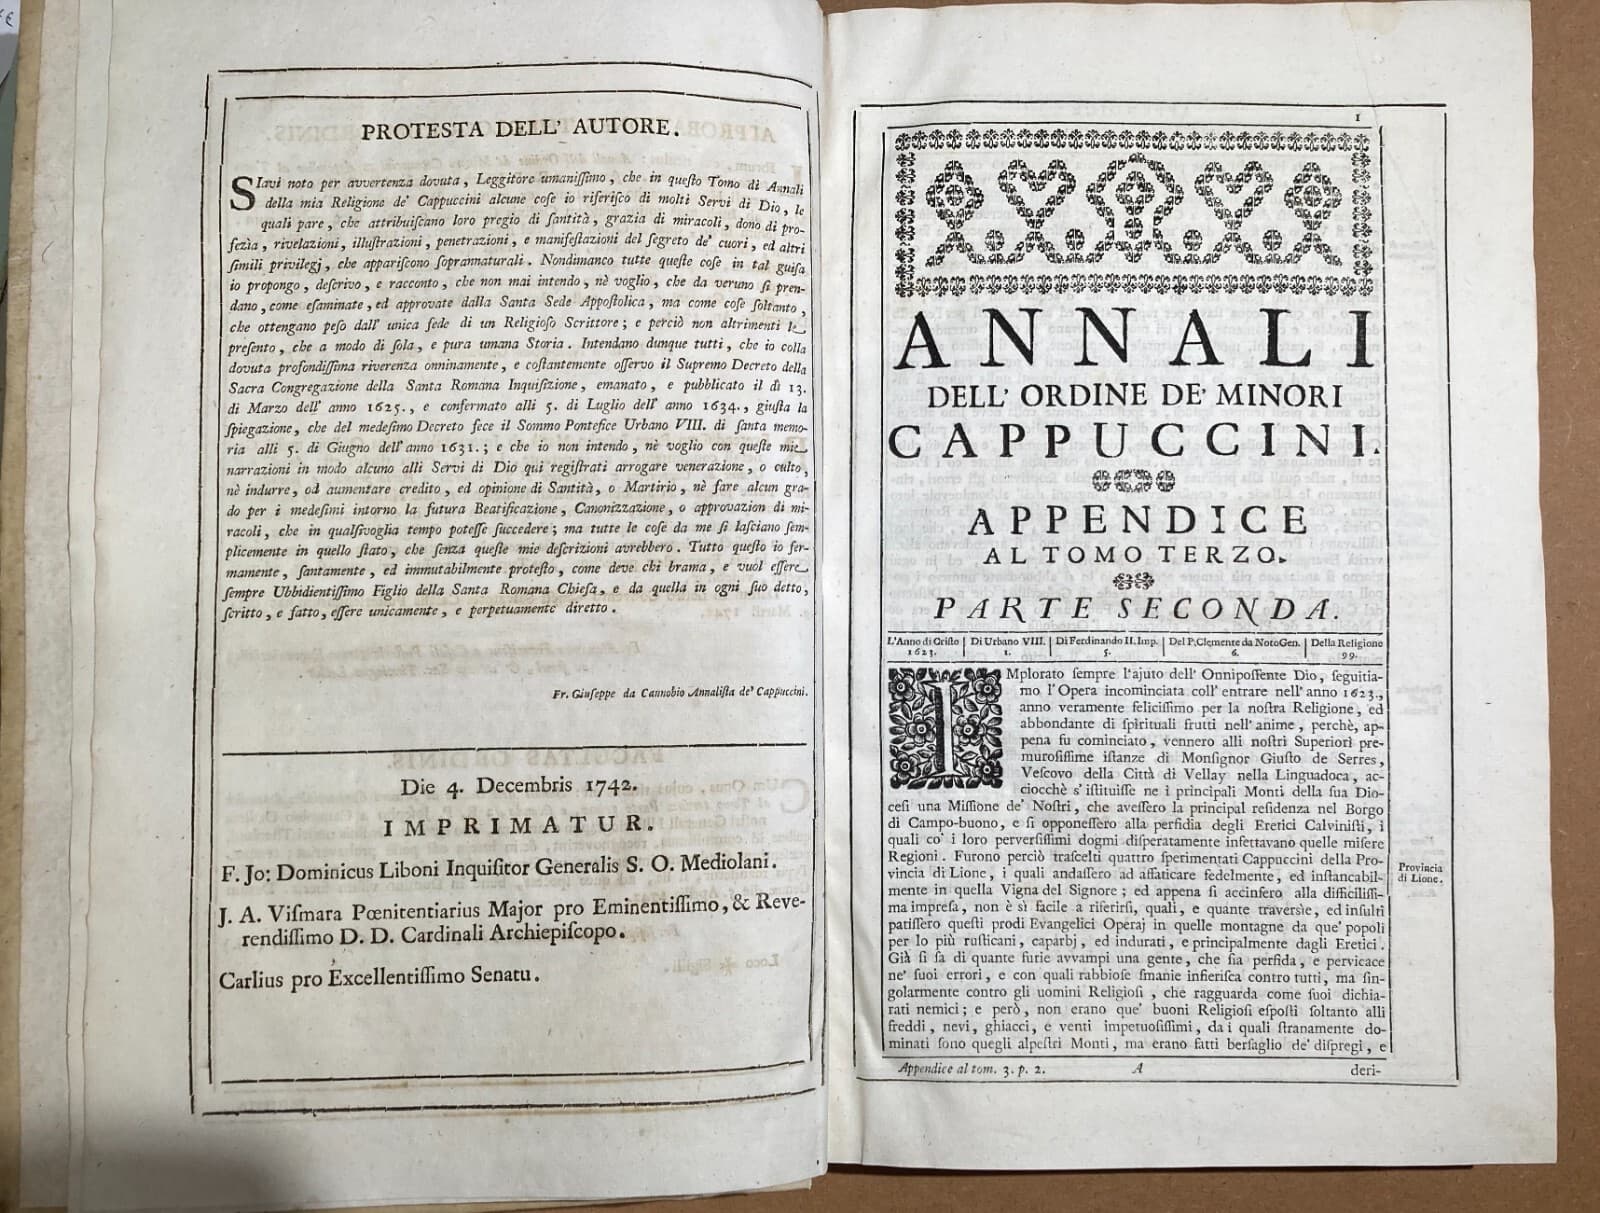 PROTESTA DELL' AUTORE.
SIavi noto per avvertenza dovuta, Leggitore umanissimo, che in questo Tomo di Annali
della mia Religione de' Cappuccini alcune cose io riferisco di molti Servi di Dio, le
quali pare, che attribuiscano loro pregio di santità, grazia di miracoli, dono di pro-
fezìa, rivelazioni, illustrazioni, penetrazioni, e manifestazioni del segreto de' cuori, ed altri
simili privilegj, che appariscono soprannaturali. Nondimanco tutte queste cose in tal guisa
io propongo, descrivo, e racconto, che non mai intendo, nè voglio, che da veruno si pren-
dano, come esaminate, ed approvate dalla Santa Sede Appostolica, ma come cose soltanto,
che ottengano peso dall' unica fede di un Religioso Scrittore; e perciò non altrimenti le
presento, che a modo di sola, e pura umana Storia. Intendano dunque tutti, che io colla
dovuta profondissima riverenza onninamente, e costantemente osservo il Supremo Decreto della
Sacra Congregazione della Santa Romana Inquisizione, emanato, e pubblicato il dì 13.
di Marzo dell' anno 1625., e confermato alli 5. di Luglio dell' anno 1634., giusta la
spiegazione, che del medesimo Decreto fece il Sommo Pontefice Urbano VIII. di santa memo-
ria alli 5. di Giugno dell' anno 1631.; e che io non intendo, nè voglio con queste mie
narrazioni in modo alcuno alli Servi di Dio qui registrati arrogare venerazione, o culto,
nè indurre, od aumentare credito, ed opinione di Santità, o Martirio, nè fare alcun gra-
do per i medesimi intorno la futura Beatificazione, Canonizzazione, o approvazion di mi-
racoli, che in qualsivoglia tempo potesse succedere; ma tutte le cose da me si lasciano sem-
plicemente in quello stato, che senza queste mie descrizioni avrebbero. Tutto questo io fer-
mamente, santamente, ed immutabilmente protesto, come deve chi brama, e vuol essere
sempre Ubbidientissimo Figlio della Santa Romana Chiesa, e da quella in ogni suo detto,
scritto, e fatto, essere unicamente, e perpetuamente diretto.
Fr. Giuseppe da Cannobio Annalista de' Cappuccini.
Die 4. Decembris 1742.
IMPRIMATUR.
F. Jo: Dominicus Liboni Inquisitor Generalis S. O. Mediolani.
J. A. Vismara Pœnitentiarius Major pro Eminentissimo, & Reve-
rendissimo D. D. Cardinali Archiepiscopo.
Carlius pro Excellentissimo Senatu.
1
ANNALI
DELL' ORDINE DE' MINORI
CAPPUCCINI.
APPENDICE
AL TOMO TERZO.
PARTE SECONDA.
L'Anno di Cristo | Di Urbano VIII. | Di Ferdinando II. Imp. | Del P. Clemente da Noto Gen. | Della Religione
1623. 1. 5. 6. 99.
IMplorato sempre l'ajuto dell' Onnipossente Dio, seguitia-
mo l'Opera incominciata coll' entrare nell' anno 1623.,
anno veramente felicissimo per la nostra Religione, ed
abbondante di spirituali frutti nell' anime, perchè, ap-
pena fu cominciato, vennero alli nostri Superiori pre-
murosissime istanze di Monsignor Giusto de Serres,
Vescovo della Città di Vellay nella Linguadoca, ac-
ciocchè s' istituisse ne i principali Monti della sua Dio-
cesi una Missione de' Nostri, che avessero la principal residenza nel Borgo
di Campo-buono, e si opponessero alla perfidia degli Eretici Calvinisti, i
quali co' i loro perversissimi dogmi disperatamente infettavano quelle misere
Regioni. Furono perciò trascelti quattro sperimentati Cappuccini della Pro-
vincia di Lione, i quali andassero ad affaticare fedelmente, ed instancabil-
mente in quella Vigna del Signore; ed appena si accinsero alla difficilissi-
ma impresa, non è sì facile a riferirsi, quali, e quante traversìe, ed insulti
patissero questi prodi Evangelici Operaj in quelle montagne da que' popoli
per lo più rusticani, caparbj, ed indurati, e principalmente dagli Eretici.
Già si sa di quante furie avvampi una gente, che sia perfida, e pervicace
ne' suoi errori, e con quali rabbiose smanie infierisca contro tutti, ma sin-
golarmente contro gli uomini Religiosi, che ragguarda come suoi dichia-
rati nemici; e però, non erano que' buoni Religiosi esposti soltanto alli
freddi, nevi, ghiacci, e venti impetuosissimi, da i quali stranamente do-
minati sono quegli alpestri Monti, ma erano fatti bersaglio de' dispregi, e
Provincia
di Lione.
Appendice al tom. 3. p. 2. A deri-